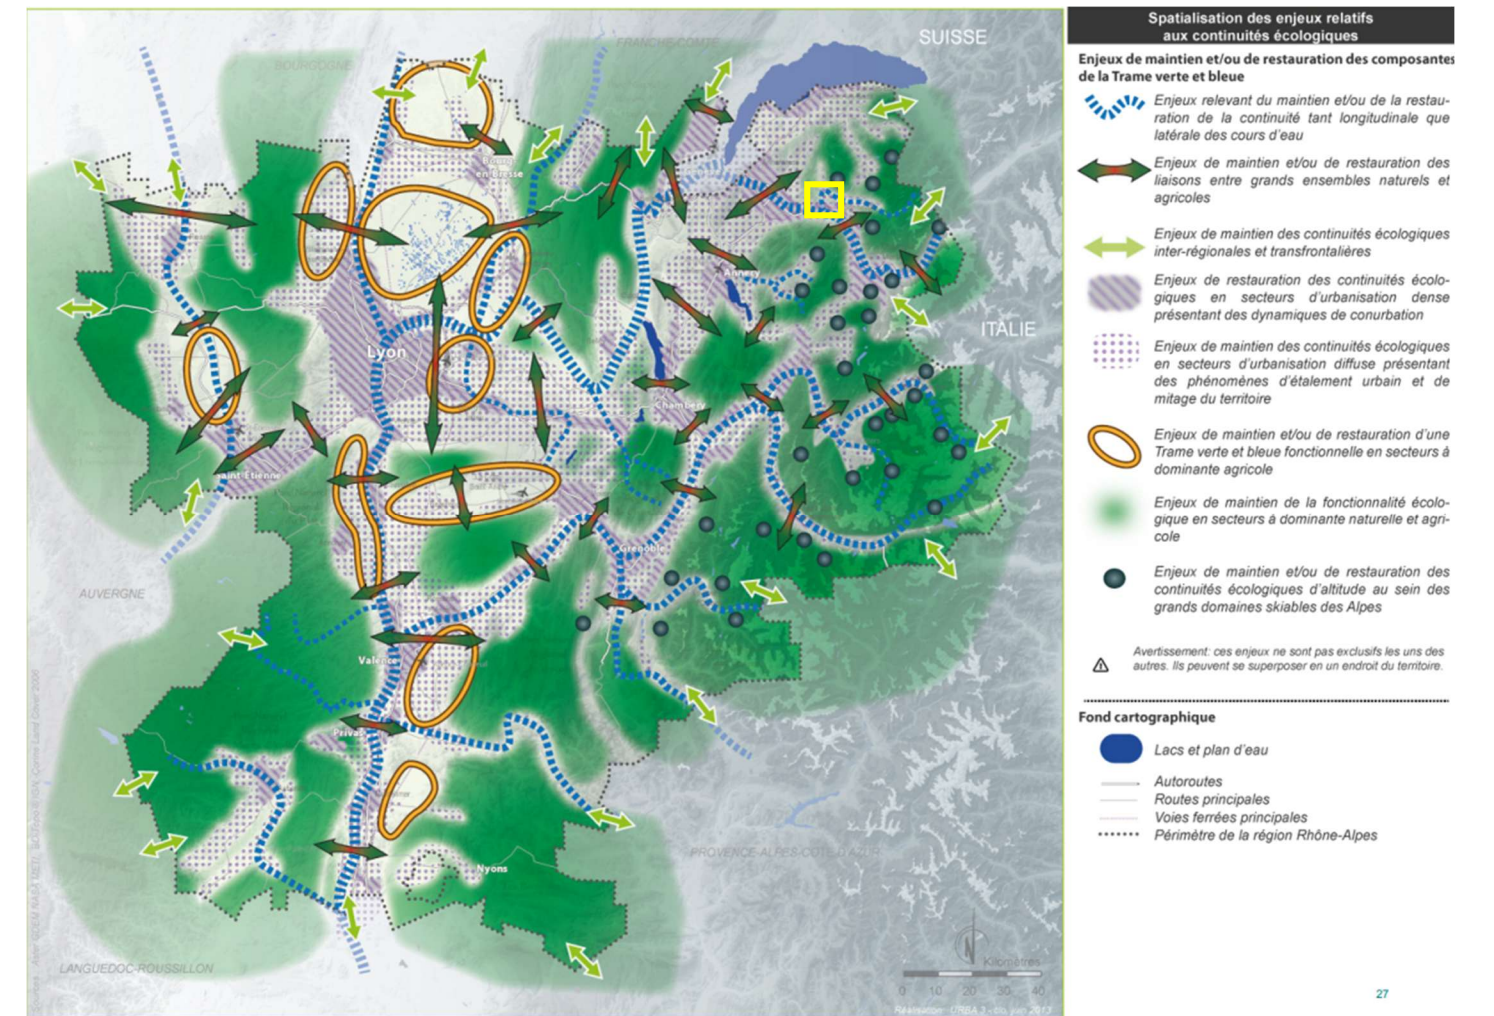 SUISSE
FRANCHE-COMTÉ
BOURGOGNE
Bourg
en-Bresse
Annecy
ITALIE
Lyon
Chambéry
Saint-Étienne
Grenoble
AUVERGNE
Valence
Privas
PROVENCE-ALPES-CÔTE-D'AZUR
Nyons
LANGUEDOC-ROUSSILLON
N
Kilomètres
0 10 20 30 40
Spatialisation des enjeux relatifs
aux continuités écologiques
Enjeux de maintien et/ou de restauration des composantes
de la Trame verte et bleue
Enjeux relevant du maintien et/ou de la restau-
ration de la continuité tant longitudinale que
latérale des cours d'eau
Enjeux de maintien et/ou de restauration des
liaisons entre grands ensembles naturels et
agricoles
Enjeux de maintien des continuités écologiques
inter-régionales et transfrontalières
Enjeux de restauration des continuités écolo-
giques en secteurs d'urbanisation dense
présentant des dynamiques de conurbation
Enjeux de maintien des continuités écologiques
en secteurs d'urbanisation diffuse présentant
des phénomènes d'étalement urbain et de
mitage du territoire
Enjeux de maintien et/ou de restauration d'une
Trame verte et bleue fonctionnelle en secteurs à
dominante agricole
Enjeux de maintien de la fonctionnalité écolo-
gique en secteurs à dominante naturelle et agri-
cole
Enjeux de maintien et/ou de restauration des
continuités écologiques d'altitude au sein des
grands domaines skiables des Alpes
Avertissement: ces enjeux ne sont pas exclusifs les uns des
autres. Ils peuvent se superposer en un endroit du territoire.
Fond cartographique
Lacs et plan d'eau
Autoroutes
Routes principales
Voies ferrées principales
Périmètre de la région Rhône-Alpes
27